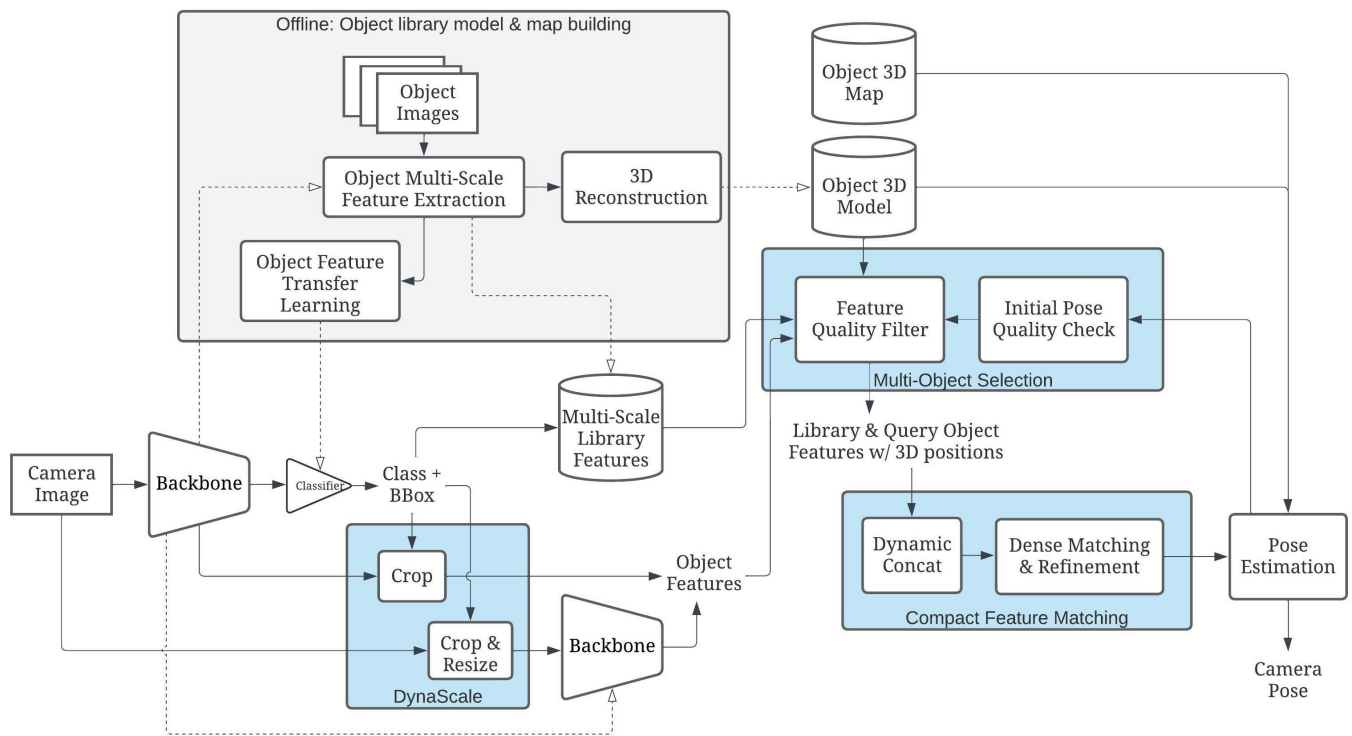 Offline: Object library model & map building
Object
Images
Object Multi-Scale
Feature Extraction
3D
Reconstruction
Object Feature
Transfer
Learning
Object 3D
Map
Object 3D
Model
Feature
Quality Filter
Initial Pose
Quality Check
Multi-Object Selection
Multi-Scale
Library
Features
Library & Query Object
Features w/ 3D positions
Camera
Image
Backbone
Classifier
Class +
BBox
Crop
Crop &
Resize
DynaScale
Backbone
Object
Features
Dynamic
Concat
Dense Matching
& Refinement
Compact Feature Matching
Pose
Estimation
Camera
Pose